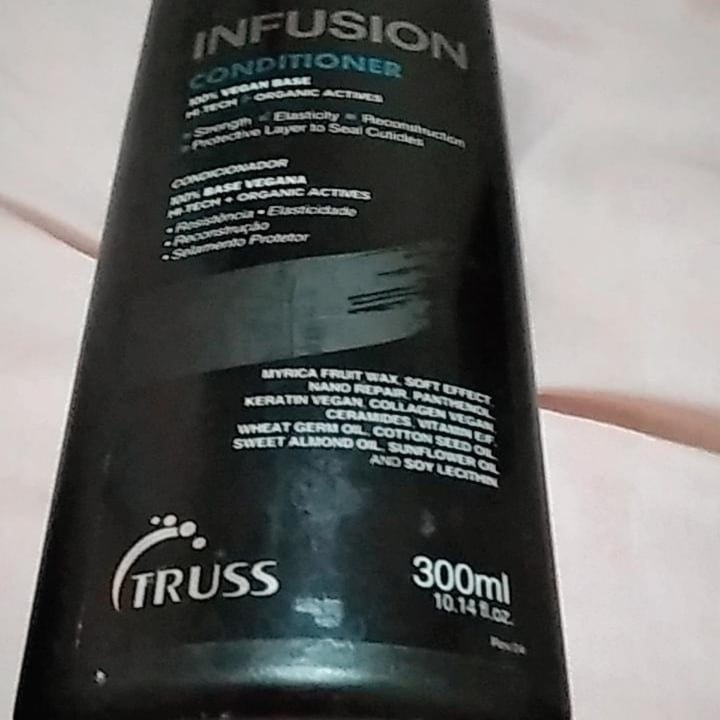 INFUSION
CONDITIONER
100% VEGAN BASE
HI-TECH + ORGANIC ACTIVES
• Strength • Elasticity • Reconstruction
• Protective Layer to Seal Cuticles
CONDICIONADOR
100% BASE VEGANA
HI-TECH + ORGANIC ACTIVES
• Resistência • Elasticidade
• Reconstrução
• Selamento Protetor
MYRICA FRUIT WAX, SOFT EFFECT,
NANO REPAIR, PANTHENOL,
KERATIN VEGAN, COLLAGEN VEGAN,
CERAMIDES, VITAMIN E/F,
WHEAT GERM OIL, COTTON SEED OIL,
SWEET ALMOND OIL, SUNFLOWER OIL
AND SOY LECITHIN
TRUSS
300ml
10.14 fl.oz.